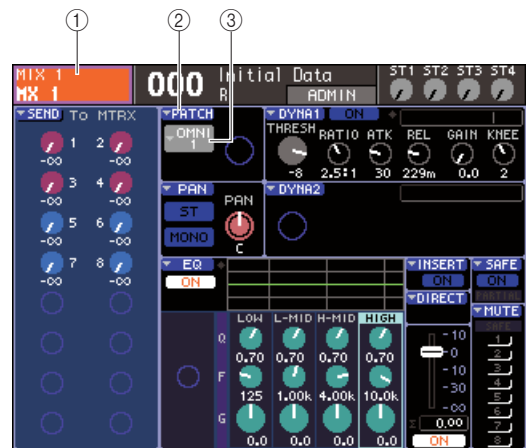 ① ② ③
MIX 1
MX 1
000 Initial Data
R
ADMIN
ST1 ST2 ST3 ST4
SEND To MTRX
1 2
-∞ -∞
3 4
-∞ -∞
5 6
-∞ -∞
7 8
-∞ -∞
PATCH
OMNI
1
PAN
ST
MONO
PAN
C
DYNA1 ON
THRESH RATIO ATK REL GAIN KNEE
-8 2.5:1 30 229m 0.0 2
DYNA2
EQ
ON
LOW L-MID H-MID HIGH
Q
0.70 0.70 0.70 0.70
F
125 1.00k 4.00k 10.0k
G
0.0 0.0 0.0 0.0
INSERT
ON
DIRECT
10
0
-10
-30
-∞
Σ 0.00
ON
SAFE
ON
PARTIAL
MUTE
SAFE
1
2
3
4
5
6
7
8